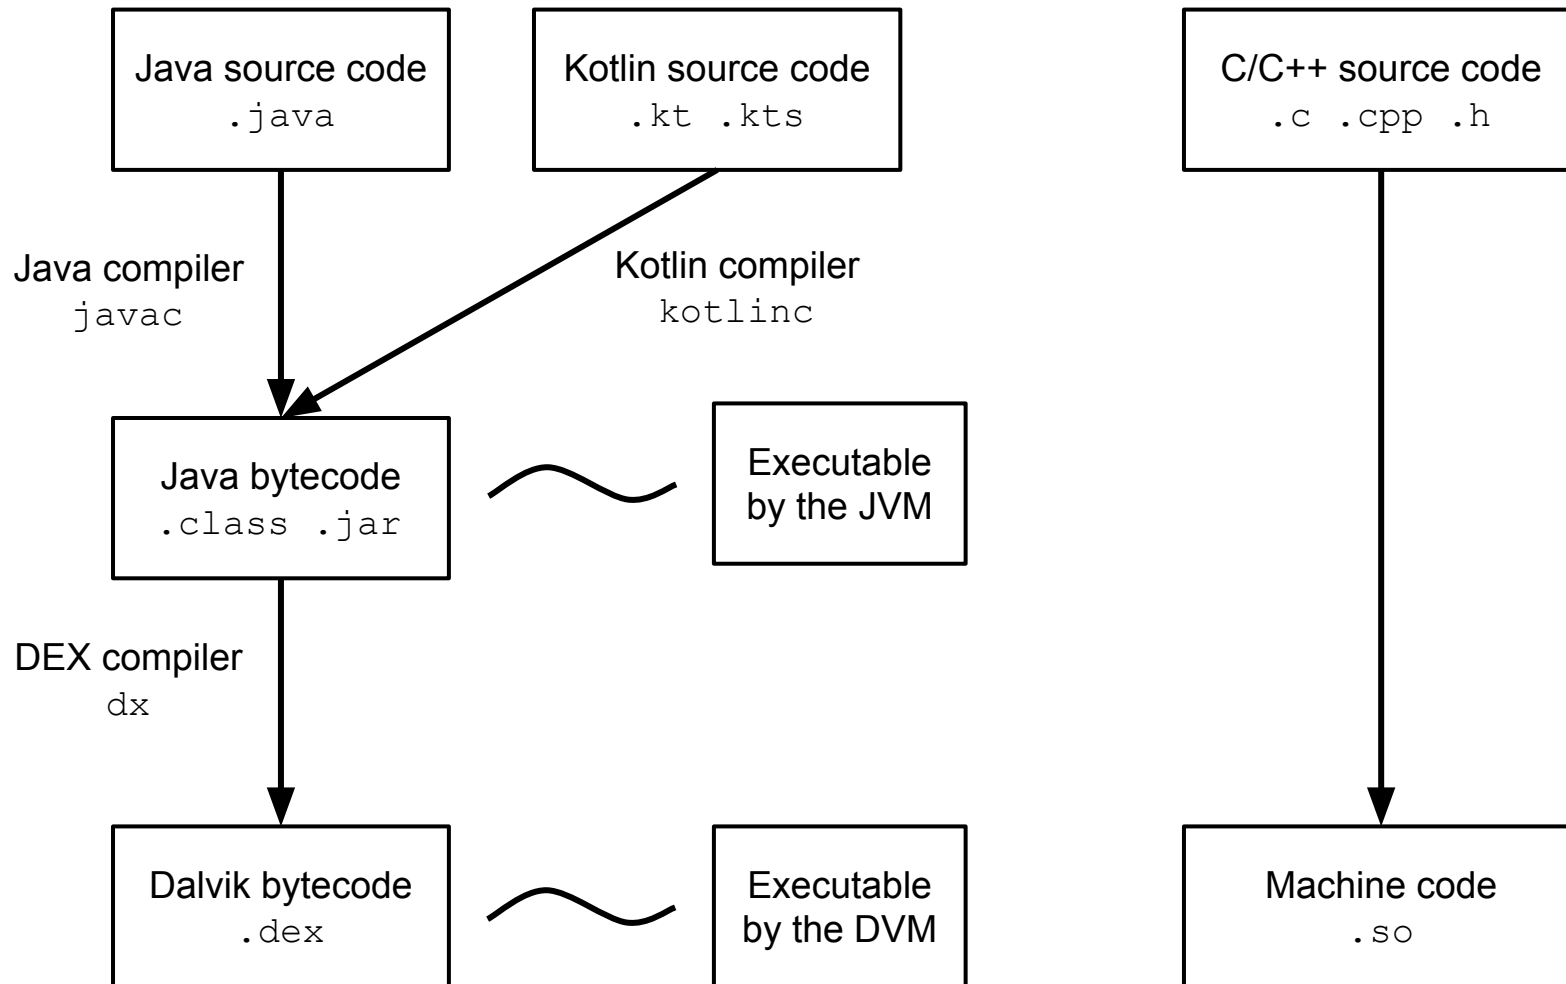 Java source code
.java
Kotlin source code
.kt .kts
C/C++ source code
.c .cpp .h
Java compiler
javac
Kotlin compiler
kotlinc
Java bytecode
.class .jar
Executable
by the JVM
DEX compiler
dx
Dalvik bytecode
.dex
Executable
by the DVM
Machine code
.so